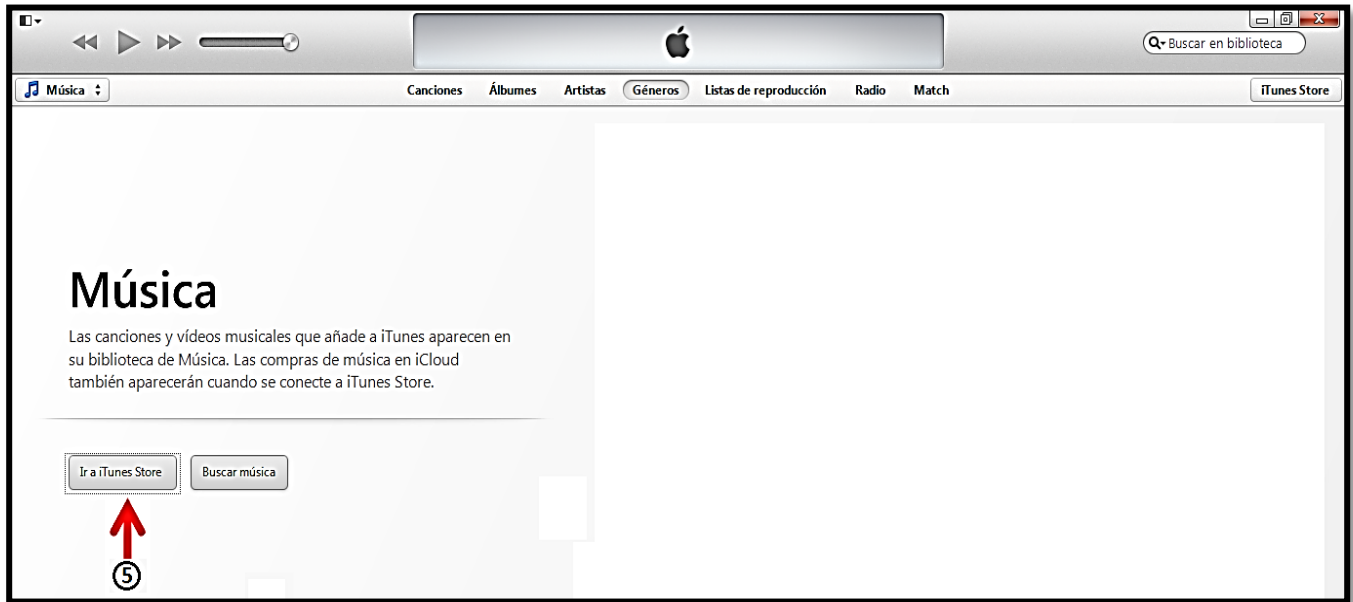 Buscar en biblioteca
Música
Canciones Álbumes Artistas Géneros Listas de reproducción Radio Match
iTunes Store
Música
Las canciones y vídeos musicales que añade a iTunes aparecen en
su biblioteca de Música. Las compras de música en iCloud
también aparecerán cuando se conecte a iTunes Store.
Ir a iTunes Store
Buscar música
⑤